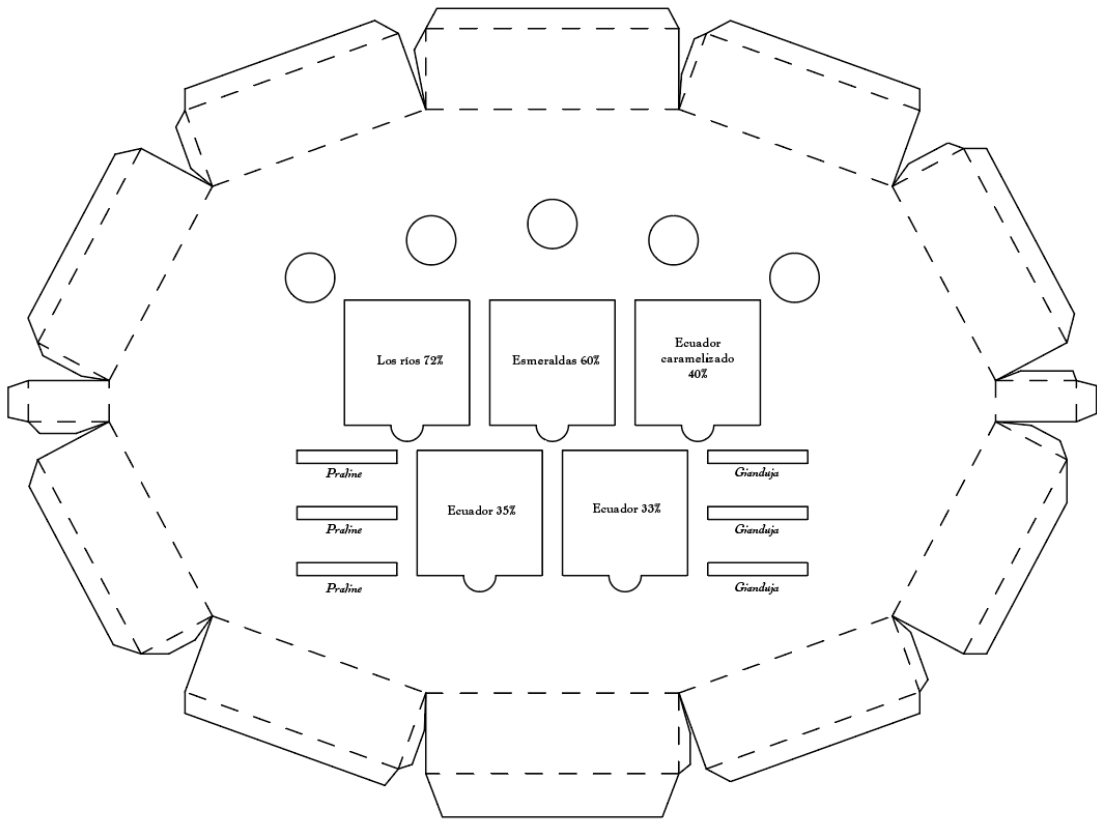 Los ríos 72%
Esmeraldas 60%
Ecuador
caramelizado
40%
Praline
Gianduja
Ecuador 35%
Ecuador 33%
Praline
Gianduja
Praline
Gianduja